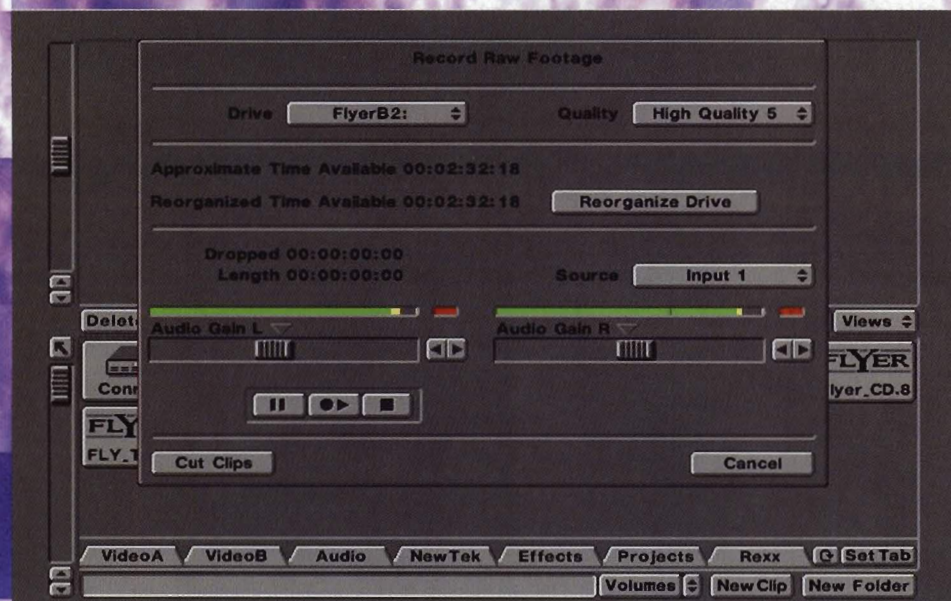 Record Raw Footage
Drive FlyerB2: Quality High Quality 5
Approximate Time Available 00:02:32:18
Reorganized Time Available 00:02:32:18 Reorganize Drive
Dropped 00:00:00:00
Length 00:00:00:00 Source Input 1
Delet Views
Audio Gain L Audio Gain R
FLYER
Conn lyer_CD.8
FLY
FLY_T
Cut Clips Cancel
VideoA VideoB Audio NewTek Effects Projects Rexx Set Tab
Volumes New Clip New Folder